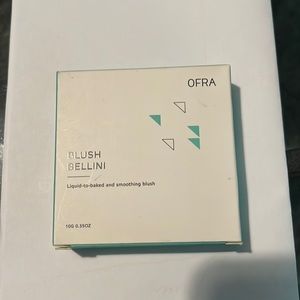 OFRA
BLUSH
BELLINI
Liquid-to-baked and smoothing blush
10G 0.35OZ